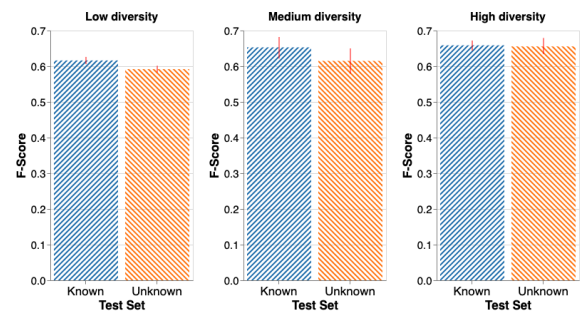 Low diversity
0.7
0.6
0.5
0.4
0.3
0.2
0.1
0.0
F-Score
Known Unknown
Test Set
Medium diversity
0.7
0.6
0.5
0.4
0.3
0.2
0.1
0.0
F-Score
Known Unknown
Test Set
High diversity
0.7
0.6
0.5
0.4
0.3
0.2
0.1
0.0
F-Score
Known Unknown
Test Set